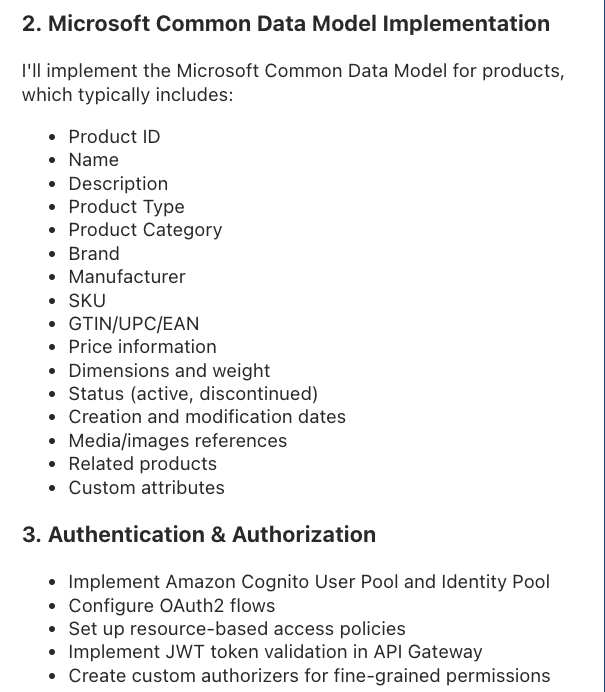 2. Microsoft Common Data Model Implementation
I'll implement the Microsoft Common Data Model for products,
which typically includes:
• Product ID
• Name
• Description
• Product Type
• Product Category
• Brand
• Manufacturer
• SKU
• GTIN/UPC/EAN
• Price information
• Dimensions and weight
• Status (active, discontinued)
• Creation and modification dates
• Media/images references
• Related products
• Custom attributes
3. Authentication & Authorization
• Implement Amazon Cognito User Pool and Identity Pool
• Configure OAuth2 flows
• Set up resource-based access policies
• Implement JWT token validation in API Gateway
• Create custom authorizers for fine-grained permissions